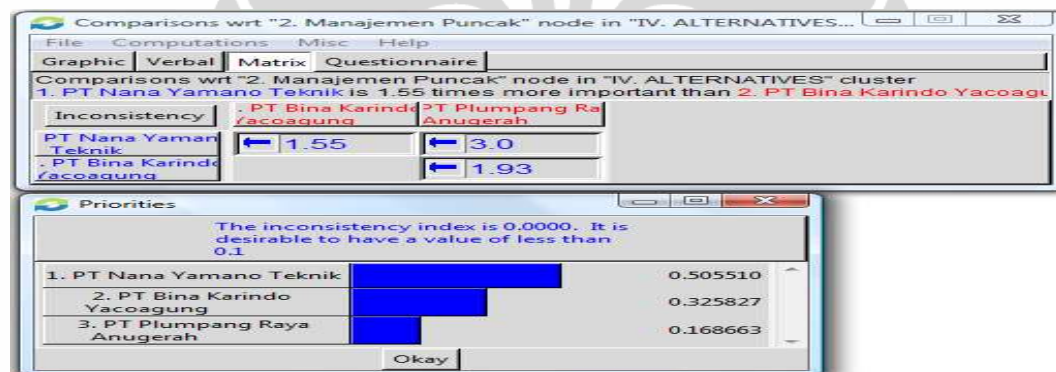 Comparisons wrt "2. Manajemen Puncak" node in "IV. ALTERNATIVES...
File Computations Misc Help
Graphic Verbal Matrix Questionnaire
Comparisons wrt "2. Manajemen Puncak" node in "IV. ALTERNATIVES" cluster
1. PT Nana Yamano Teknik is 1.55 times more important than 2. PT Bina Karindo Yacoagu
Inconsistency . PT Bina Karindo PT Plumpang Ra
Yacoagung Anugerah
PT Nana Yaman 1.55 3.0
Teknik
. PT Bina Karindo 1.93
Yacoagung
Priorities
The inconsistency index is 0.0000. It is
desirable to have a value of less than
0.1
1. PT Nana Yamano Teknik 0.505510
2. PT Bina Karindo 0.325827
Yacoagung
3. PT Plumpang Raya 0.168663
Anugerah
Okay